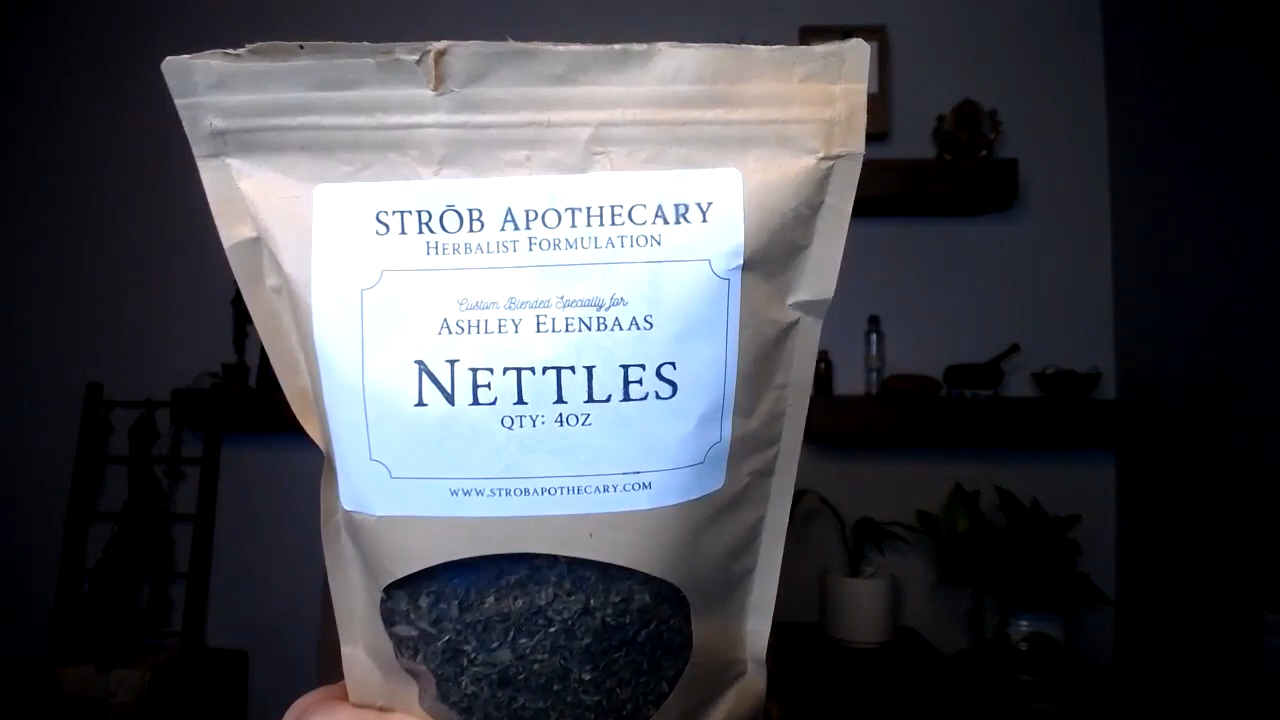 STRŌB APOTHECARY
HERBALIST FORMULATION
Custom Blended Specially for
ASHLEY ELENBAAS
NETTLES
QTY: 4OZ
WWW.STROBAPOTHECARY.COM